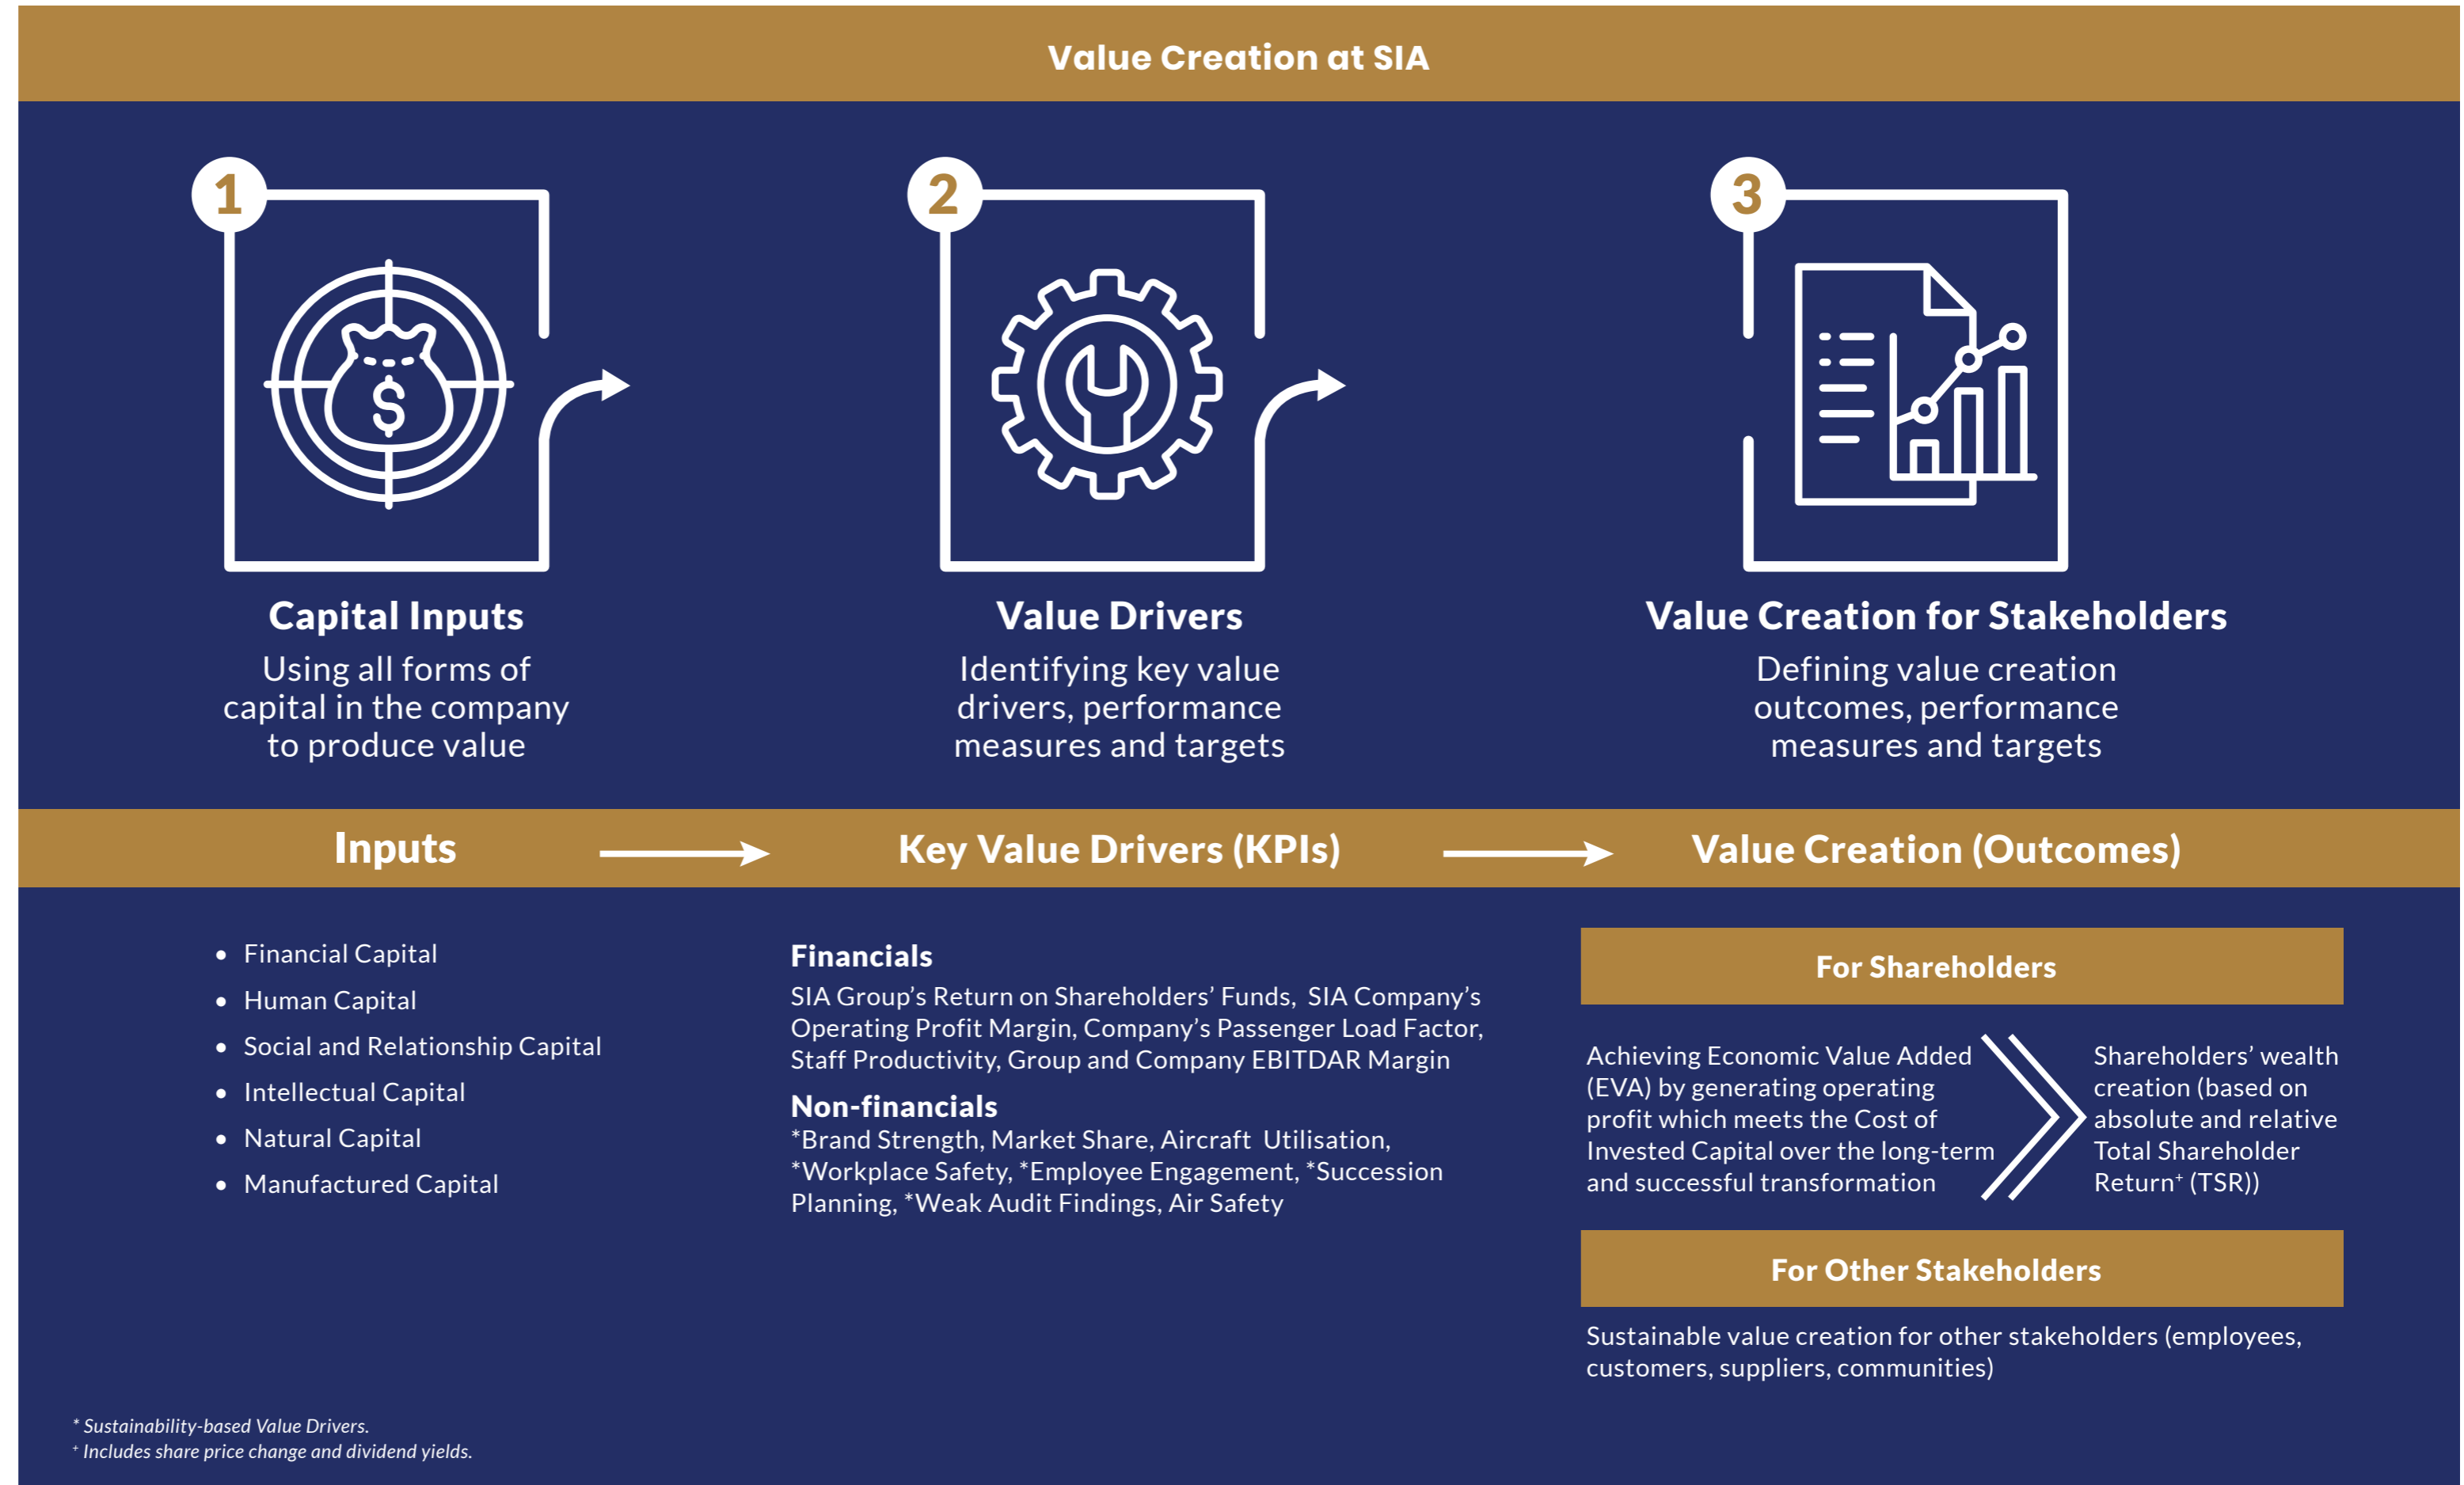 Value Creation at SIA
1
2
3
$
Capital Inputs
Using all forms of
capital in the company
to produce value
Value Drivers
Identifying key value
drivers, performance
measures and targets
Value Creation for Stakeholders
Defining value creation
outcomes, performance
measures and targets
Inputs
Key Value Drivers (KPIs)
Value Creation (Outcomes)
• Financial Capital
• Human Capital
• Social and Relationship Capital
• Intellectual Capital
• Natural Capital
• Manufactured Capital
Financials
SIA Group’s Return on Shareholders’ Funds, SIA Company’s
Operating Profit Margin, Company’s Passenger Load Factor,
Staff Productivity, Group and Company EBITDAR Margin
Non-financials
*Brand Strength, Market Share, Aircraft Utilisation,
*Workplace Safety, *Employee Engagement, *Succession
Planning, *Weak Audit Findings, Air Safety
For Shareholders
Achieving Economic Value Added
(EVA) by generating operating
profit which meets the Cost of
Invested Capital over the long-term
and successful transformation
Shareholders’ wealth
creation (based on
absolute and relative
Total Shareholder
Return⁺ (TSR))
For Other Stakeholders
Sustainable value creation for other stakeholders (employees,
customers, suppliers, communities)
* Sustainability-based Value Drivers.
⁺ Includes share price change and dividend yields.